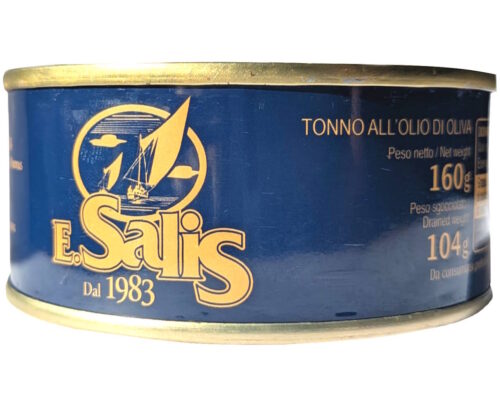 E.Salis
Dal 1983
TONNO ALL'OLIO DI OLIVA
Peso netto / Net weight
160g
Peso sgocciolato
Drained weight
104g
Da